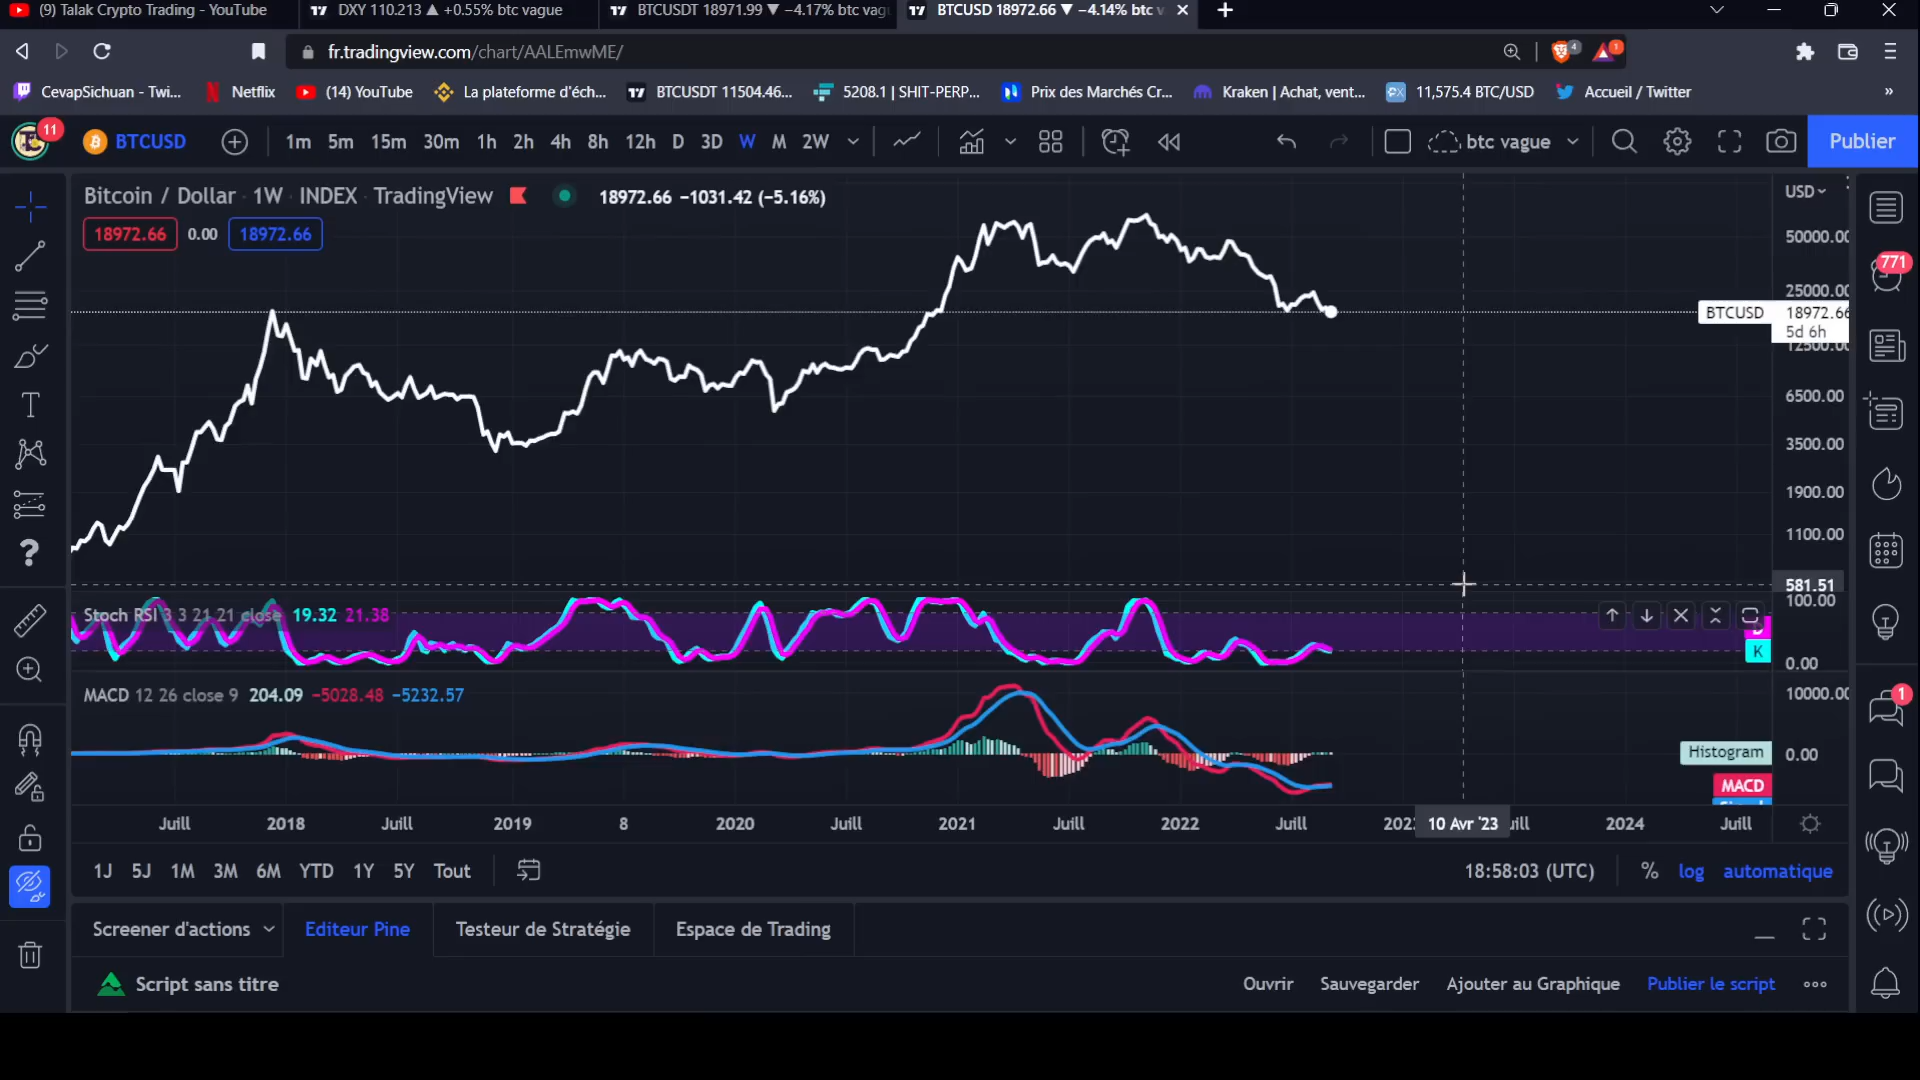 (9) Talak Crypto Trading - YouTube
DXY 110.213 ▲ +0.55% btc vague
BTCUSDT 18971.99 ▼ −4.17% btc vagu
BTCUSD 18972.66 ▼ −4.14% btc v
fr.tradingview.com/chart/AALEmwME/
4
1
CevapSichuan - Twi...
Netflix
(14) YouTube
La plateforme d'éch...
BTCUSDT 11504.46...
5208.1 | SHIT-PERP...
Prix des Marchés Cr...
Kraken | Achat, vent...
11,575.4 BTC/USD
Accueil / Twitter
»
11
BTCUSD
1m 5m 15m 30m 1h 2h 4h 8h 12h D 3D W M 2W
btc vague
Publier
Bitcoin / Dollar · 1W · INDEX · TradingView
18972.66 −1031.42 (−5.16%)
USD
18972.66 0.00 18972.66
50000.00
771
25000.00
BTCUSD 18972.66
5d 6h
12500.00
6500.00
3500.00
1900.00
1100.00
581.51
100.00
Stoch RSI 3 3 21 21 close 19.32 21.38
D
K
0.00
MACD 12 26 close 9 204.09 −5028.48 −5232.57
10000.00
1
Histogram
0.00
MACD
Juill 2018 Juill 2019 8 2020 Juill 2021 Juill 2022 Juill 202 10 Avr '23 uill 2024 Juill
1J 5J 1M 3M 6M YTD 1Y 5Y Tout
18:58:03 (UTC)
% log automatique
Screener d'actions
Editeur Pine
Testeur de Stratégie
Espace de Trading
Script sans titre
Ouvrir
Sauvegarder
Ajouter au Graphique
Publier le script